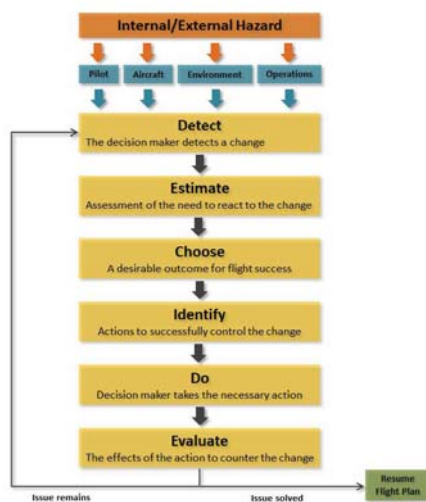 Internal/External Hazard
Pilot
Aircraft
Environment
Operations
Detect
The decision maker detects a change
Estimate
Assessment of the need to react to the change
Choose
A desirable outcome for flight success
Identify
Actions to successfully control the change
Do
Decision maker takes the necessary action
Evaluate
The effects of the action to counter the change
Issue remains
Issue solved
Resume
Flight Plan